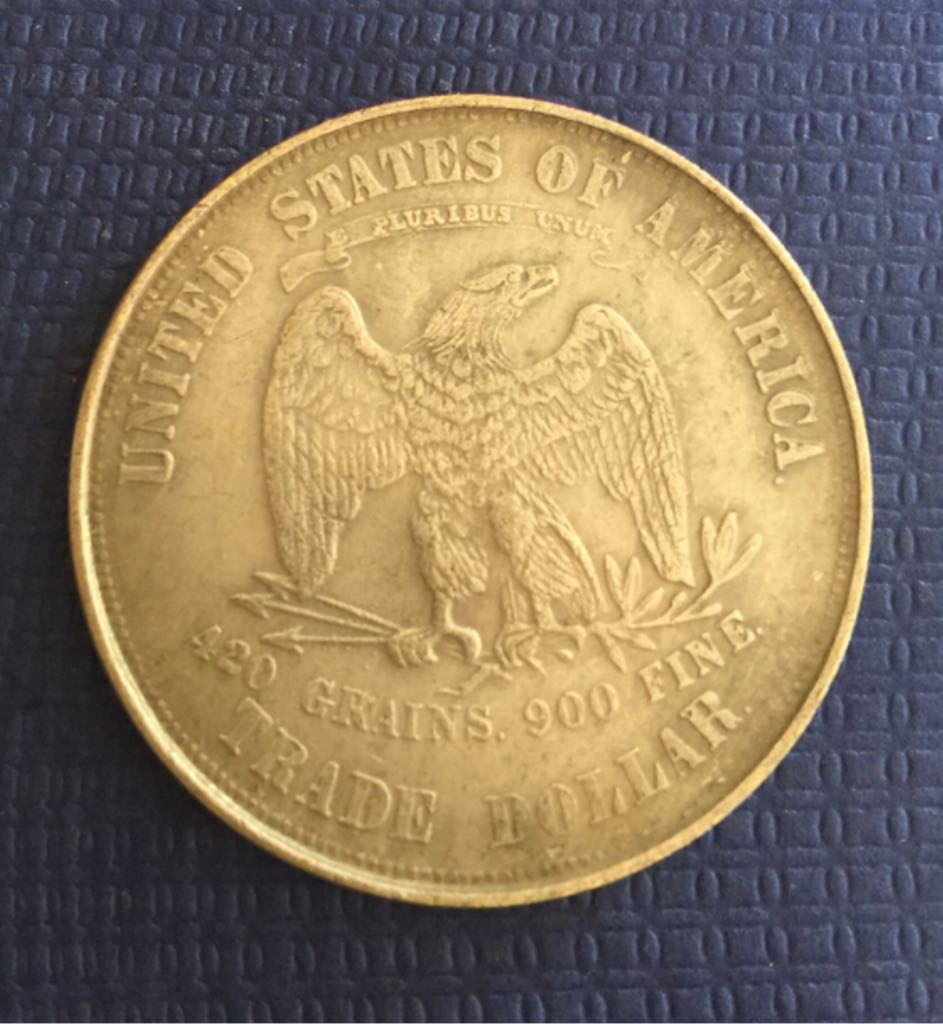 UNITED STATES OF AMERICA.
E PLURIBUS UNUM
420 GRAINS. 900 FINE.
TRADE DOLLAR.